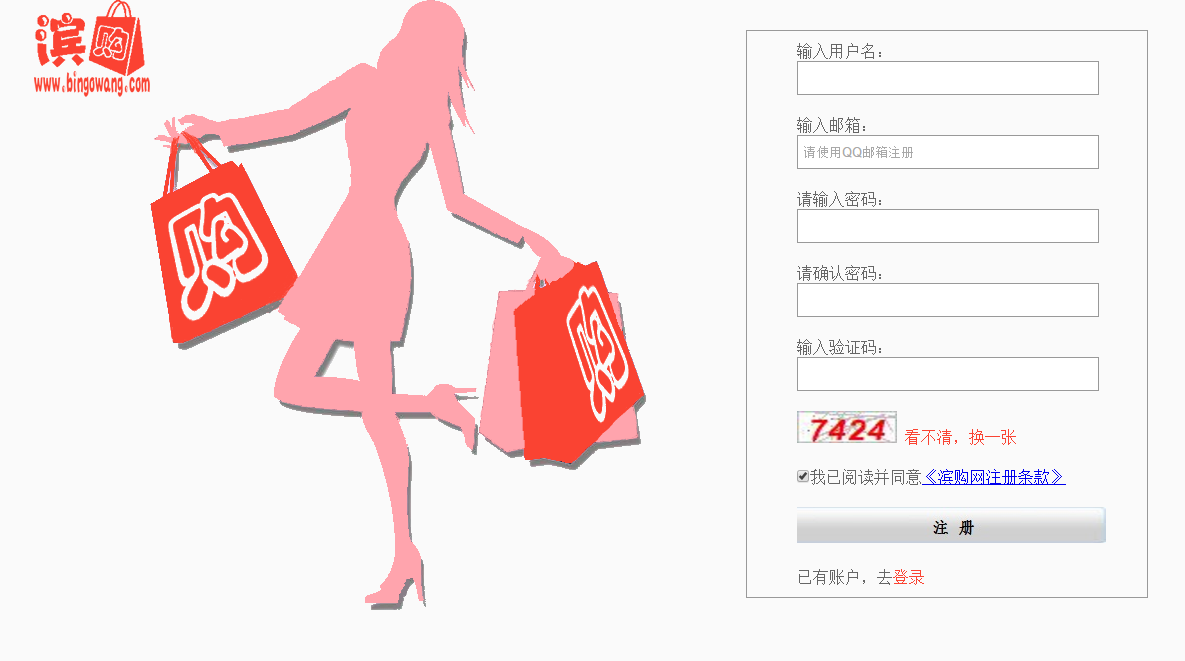 滨购
www.bingowang.com
购
购
输入用户名：
输入邮箱：
请使用QQ邮箱注册
请输入密码：
请确认密码：
输入验证码：
7424 看不清，换一张
我已阅读并同意《滨购网注册条款》
注 册
已有账户，去登录